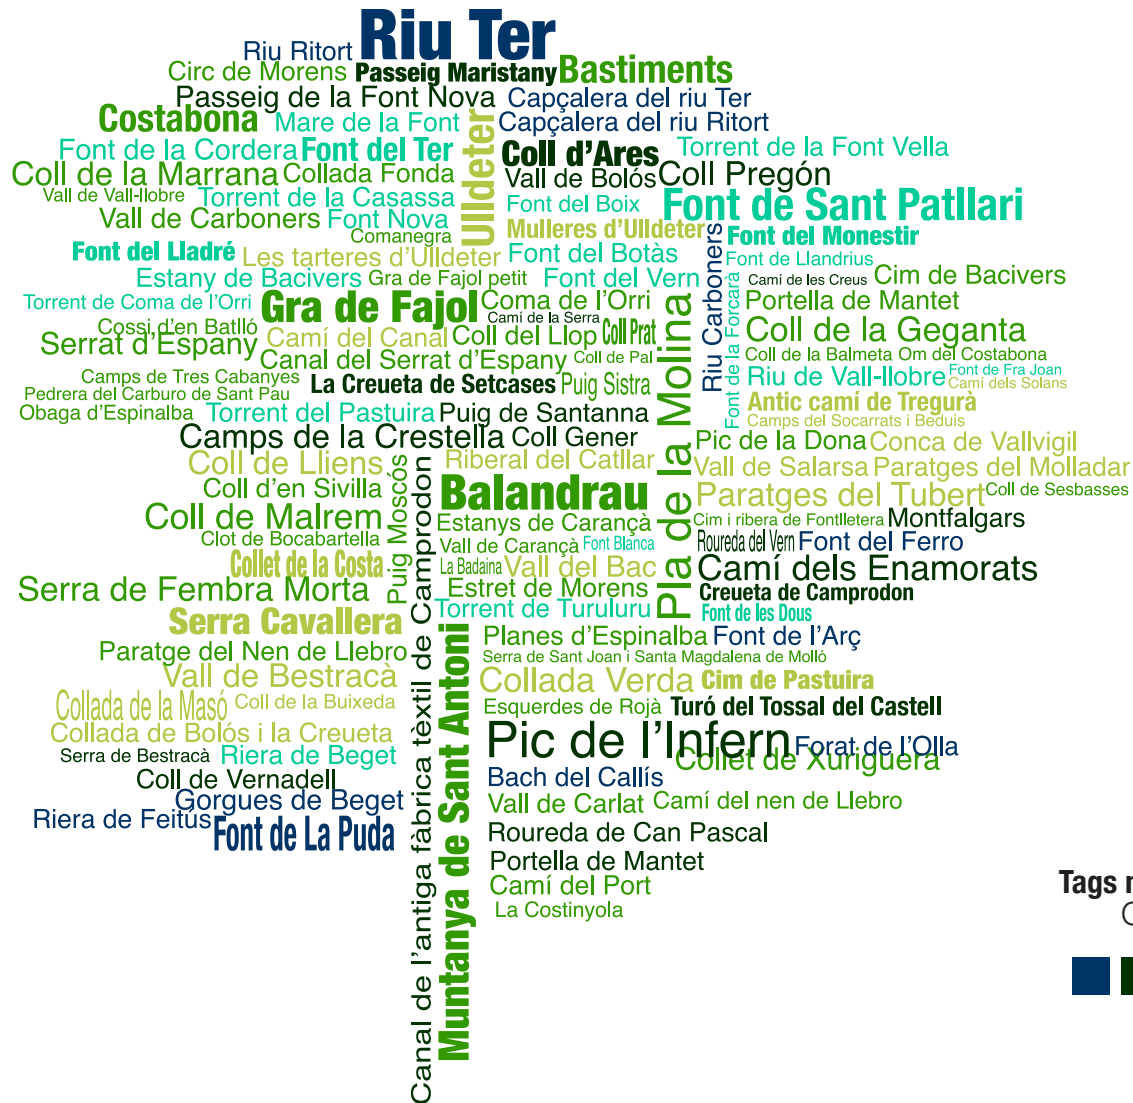 Riu Ter
Riu Ritort
Circ de Morens
Passeig Maristany
Bastiments
Passeig de la Font Nova
Capçalera del riu Ter
Costabona
Mare de la Font
Ulldeter
Capçalera del riu Ritort
Font de la Cordera
Font del Ter
Coll d'Ares
Torrent de la Font Vella
Coll de la Marrana
Collada Fonda
Vall de Bolós
Coll Pregón
Vall de Vall-llobre
Torrent de la Casassa
Font del Boix
Font de Sant Patllari
Vall de Carboners
Font Nova
Mulleres d'Ulldeter
Riu Carboners
Font del Monestir
Comanegra
Font del Lladré
Les tarteres d'Ulldeter
Font del Botàs
Font de Llandrius
Estany de Bacivers
Gra de Fajol petit
Font del Vern
Font de la Forcarà
Camí de les Creus
Cim de Bacivers
Torrent de Coma de l'Orri
Gra de Fajol
Coma de l'Orri
Pla de la Molina
Portella de Mantet
Cossi d'en Batlló
Camí de la Serra
Serrat d'Espany
Camí del Canal
Coll del Llop
Coll Prat
Coll de la Geganta
Canal del Serrat d'Espany
Coll de Pal
Coll de la Balmeta
Om del Costabona
Camps de Tres Cabanyes
La Creueta de Setcases
Puig Sistra
Riu de Vall-llobre
Font de Fra Joan
Camí dels Solans
Pedrera del Carburo de Sant Pau
Antic camí de Tregurà
Obaga d'Espinalba
Torrent del Pastuira
Puig de Santanna
Camps del Socarrats i Beduis
Camps de la Crestella
Coll Gener
Pic de la Dona
Conca de Vallvigil
Coll de Lliens
Puig Moscós
Canal de l'antiga fàbrica tèxtil de Camprodon
Riberal del Catllar
Vall de Salarsa
Paratges del Molladar
Coll d'en Sivilla
Balandrau
Paratges del Tubert
Coll de Sesbasses
Coll de Malrem
Estanys de Carançà
Cim i ribera de Fontlletera
Montfalgars
Clot de Bocabartella
Vall de Carançà
Font Blanca
Roureda del Vern
Font del Ferro
Collet de la Costa
La Badaina
Vall del Bac
Camí dels Enamorats
Serra de Fembra Morta
Estret de Morens
Creueta de Camprodon
Torrent de Turuluru
Font de les Dous
Serra Cavallera
Muntanya de Sant Antoni
Planes d'Espinalba
Font de l'Arç
Paratge del Nen de Llebro
Serra de Sant Joan i Santa Magdalena de Molló
Vall de Bestracà
Collada Verda
Cim de Pastuira
Collada de la Masó
Coll de la Buixeda
Esquerdes de Rojà
Turó del Tossal del Castell
Collada de Bolós i la Creueta
Pic de l'Infern
Forat de l'Olla
Serra de Bestracà
Riera de Beget
Collet de Xuriguera
Coll de Vernadell
Bach del Callís
Gorgues de Beget
Vall de Carlat
Camí del nen de Llebro
Riera de Feitús
Font de La Puda
Roureda de Can Pascal
Portella de Mantet
Camí del Port
La Costinyola
Tags